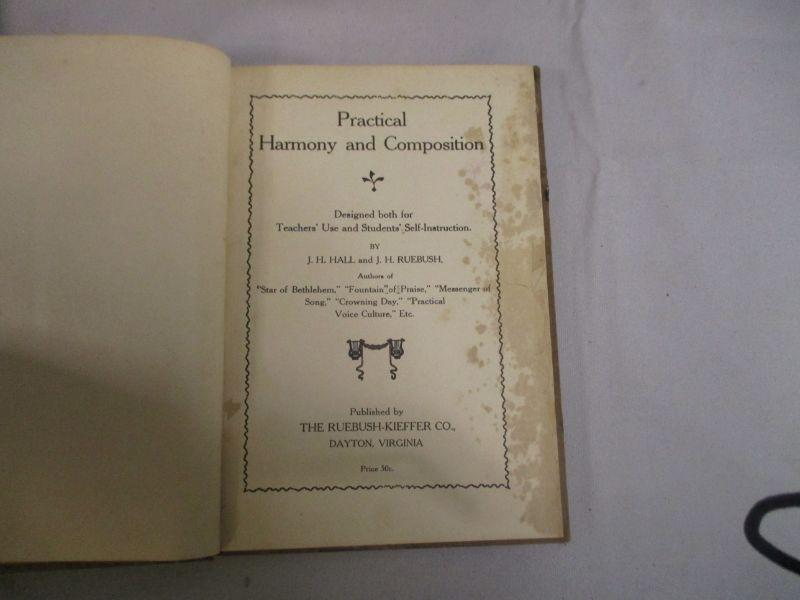 Practical
Harmony and Composition
Designed both for
Teachers' Use and Students' Self-Instruction.
BY
J. H. HALL and J. H. RUEBUSH,
Authors of
"Star of Bethlehem," "Fountain of Praise," "Messenger of
Song," "Crowning Day," "Practical
Voice Culture," Etc.
Published by
THE RUEBUSH-KIEFFER CO.,
DAYTON, VIRGINIA
Price 50c.